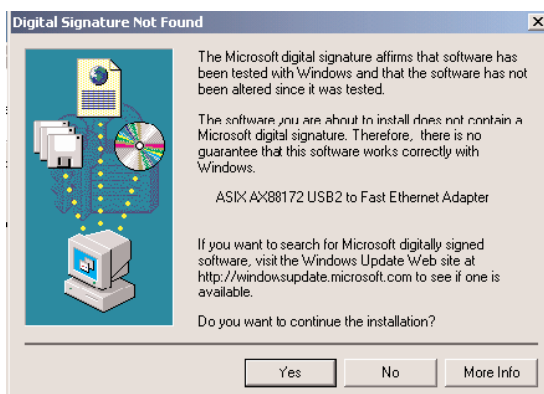 Digital Signature Not Found
The Microsoft digital signature affirms that software has
been tested with Windows and that the software has not
been altered since it was tested.
The software you are about to install does not contain a
Microsoft digital signature. Therefore, there is no
guarantee that this software works correctly with
Windows.
ASIX AX88172 USB2 to Fast Ethernet Adapter
If you want to search for Microsoft digitally signed
software, visit the Windows Update Web site at
http://windowsupdate.microsoft.com to see if one is
available.
Do you want to continue the installation?
Yes No More Info